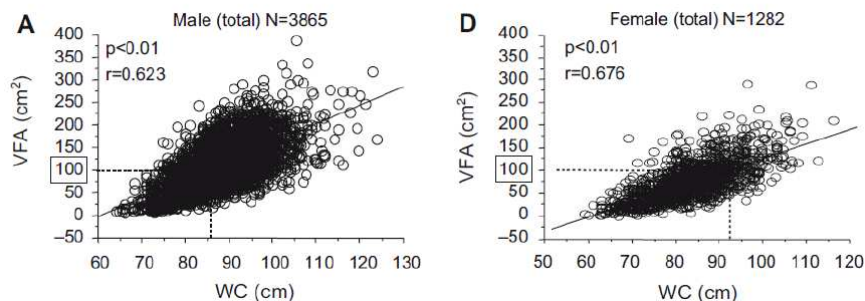 A
Male (total) N=3865
p<0.01
r=0.623
VFA (cm²)
400
350
300
250
200
150
100
50
0
–50
60 70 80 90 100 110 120 130
WC (cm)
D
Female (total) N=1282
p<0.01
r=0.676
VFA (cm²)
400
350
300
250
200
150
100
50
0
–50
50 60 70 80 90 100 110 120
WC (cm)